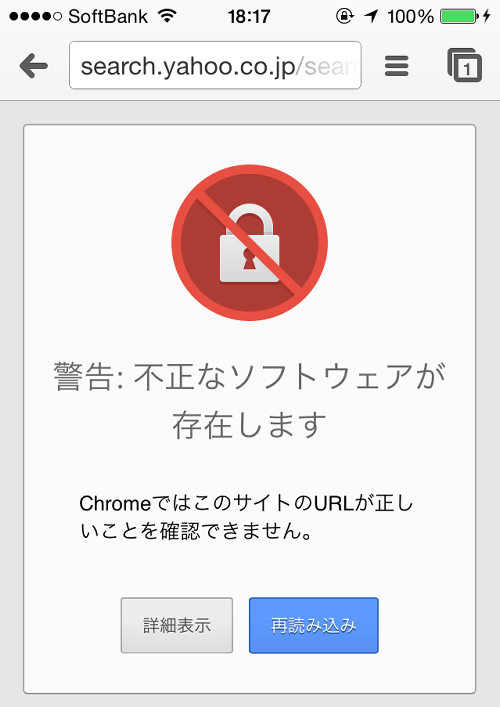 SoftBank 18:17 100%
search.yahoo.co.jp/sear
1
警告: 不正なソフトウェアが
存在します
Chromeではこのサイトのurlが正し
いことを確認できません。
詳細表示 再読み込み